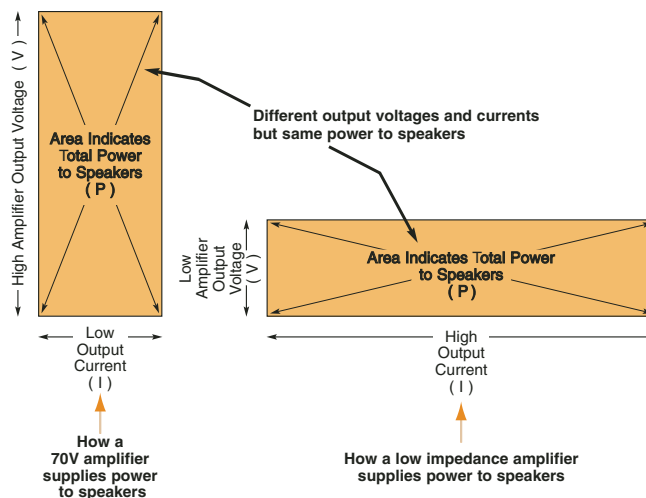 High Amplifier Output Voltage ( V )
Area Indicates
Total Power
to Speakers
( P )
Low
Output
Current
( I )
How a
70V amplifier
supplies power
to speakers
Different output voltages and currents
but same power to speakers
Low
Amplifier
Output
Voltage
( V )
Area Indicates Total Power
to Speakers
( P )
High
Output
Current
( I )
How a low impedance amplifier
supplies power to speakers